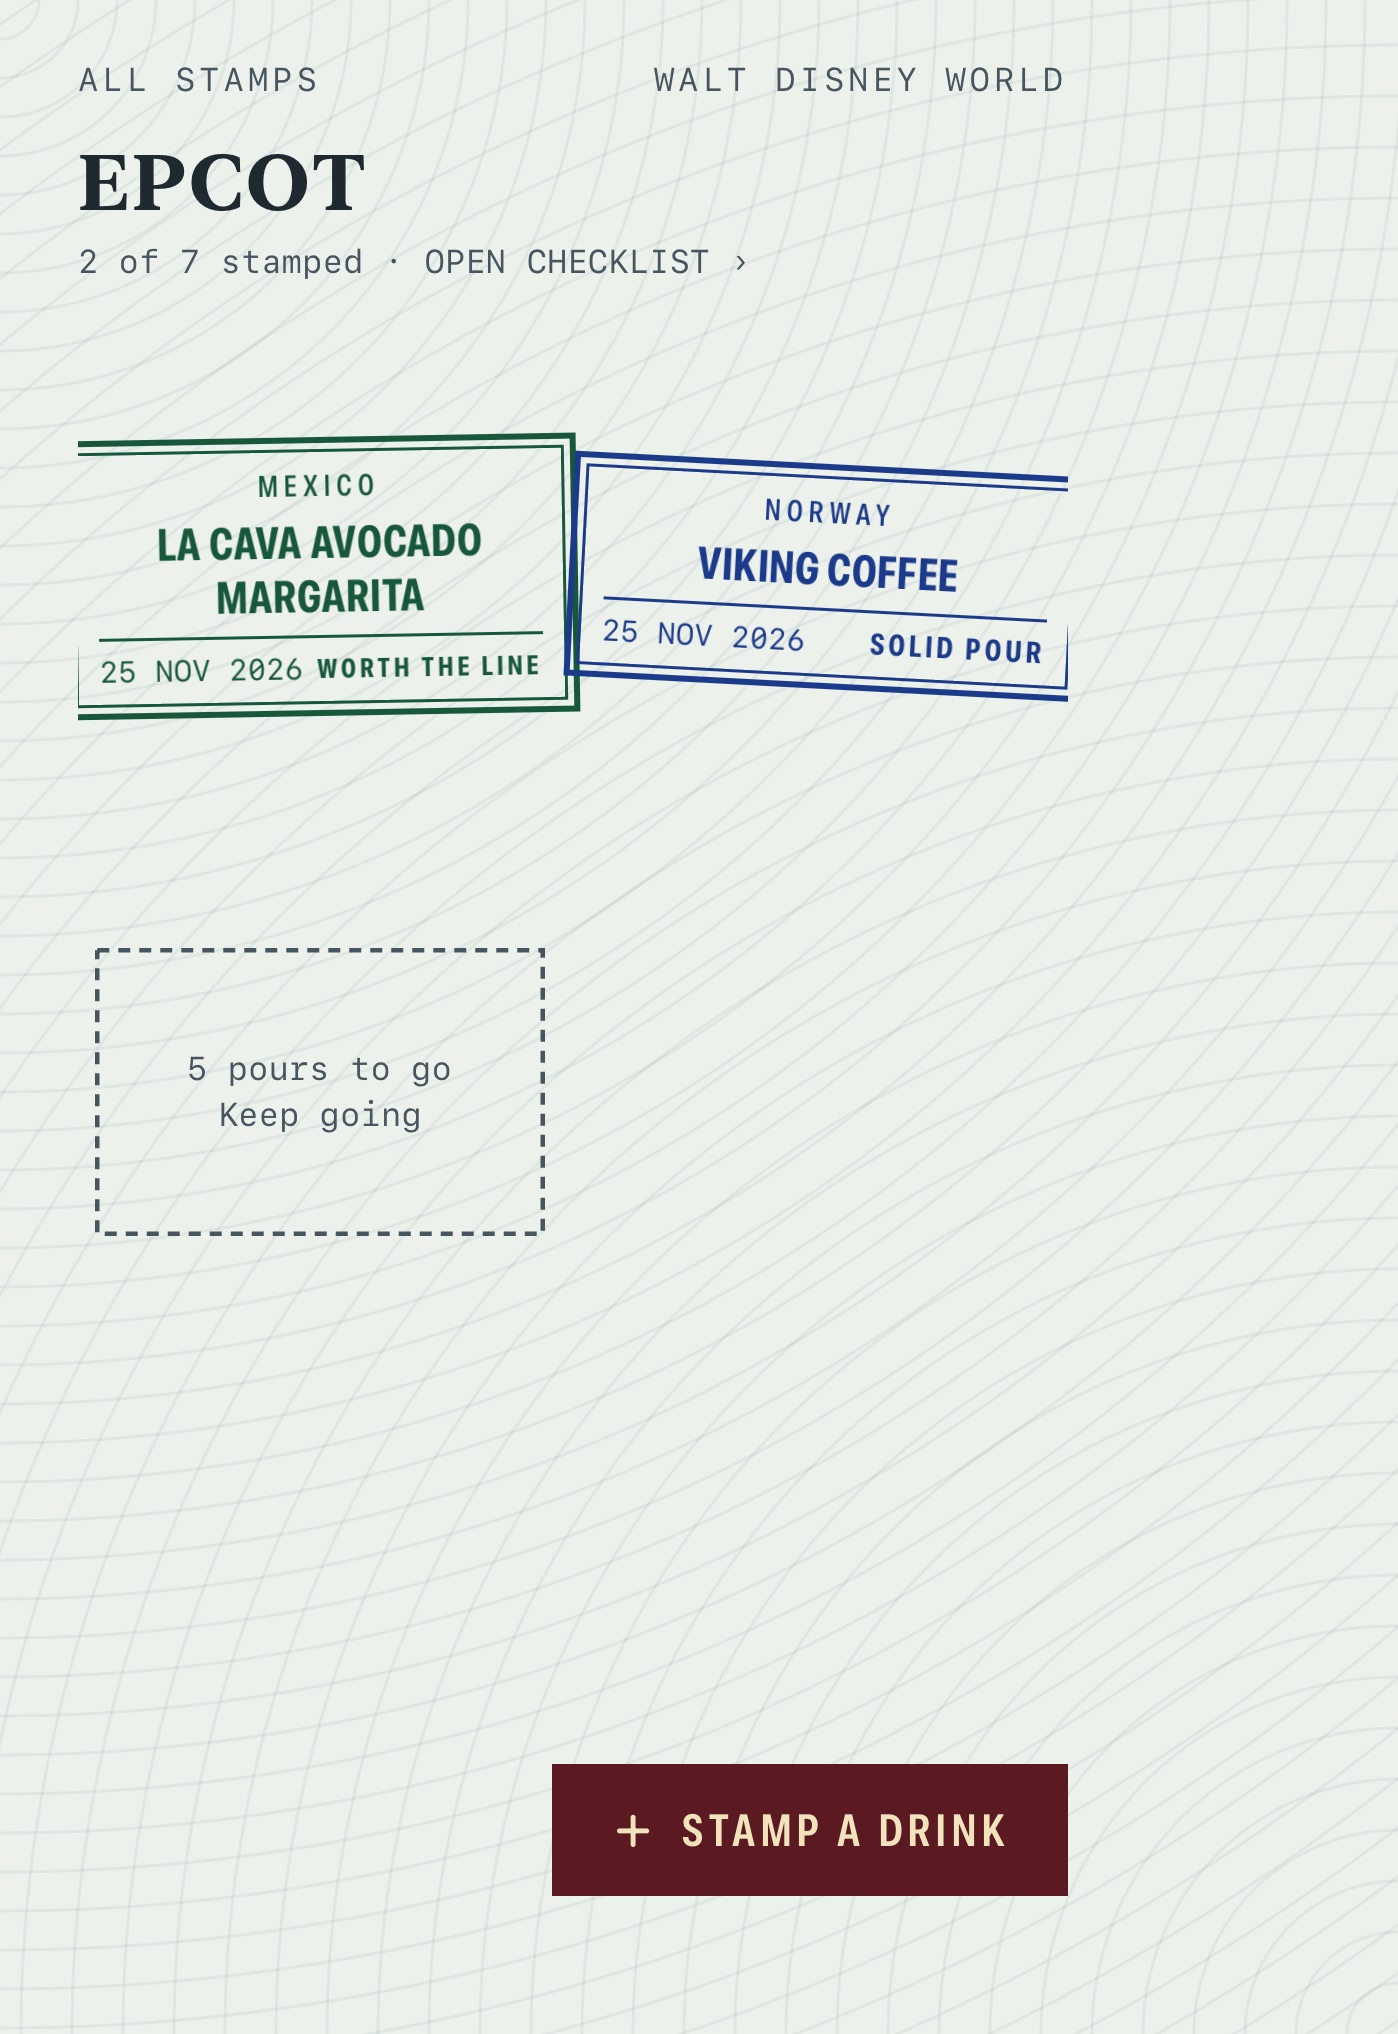 ALL STAMPS
WALT DISNEY WORLD
EPCOT
2 of 7 stamped · OPEN CHECKLIST ›
MEXICO
LA CAVA AVOCADO
MARGARITA
25 NOV 2026 WORTH THE LINE
NORWAY
VIKING COFFEE
25 NOV 2026 SOLID POUR
5 pours to go
Keep going
+ STAMP A DRINK